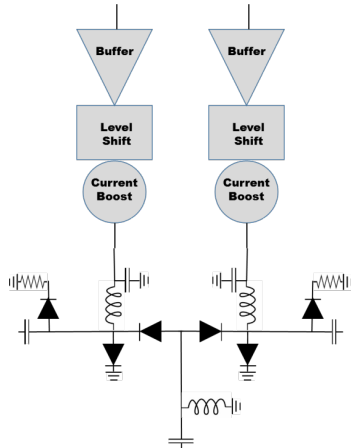 Buffer
Buffer
Level
Shift
Level
Shift
Current
Boost
Current
Boost